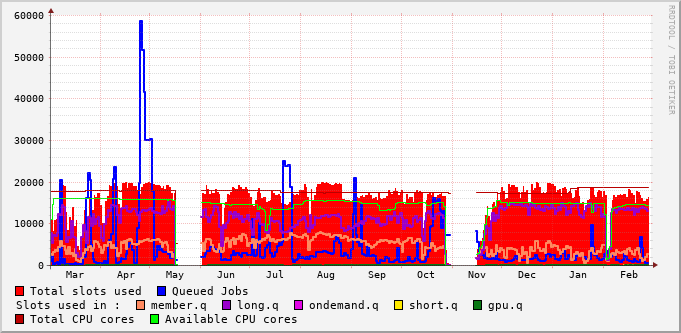 60000
50000
40000
30000
20000
10000
0
Mar Apr May Jun Jul Aug Sep Oct Nov Dec Jan Feb
RRDTOOL / TOBI OETIKER
Total slots used Queued Jobs
Slots used in : member.q long.q ondemand.q short.q gpu.q
Total CPU cores Available CPU cores